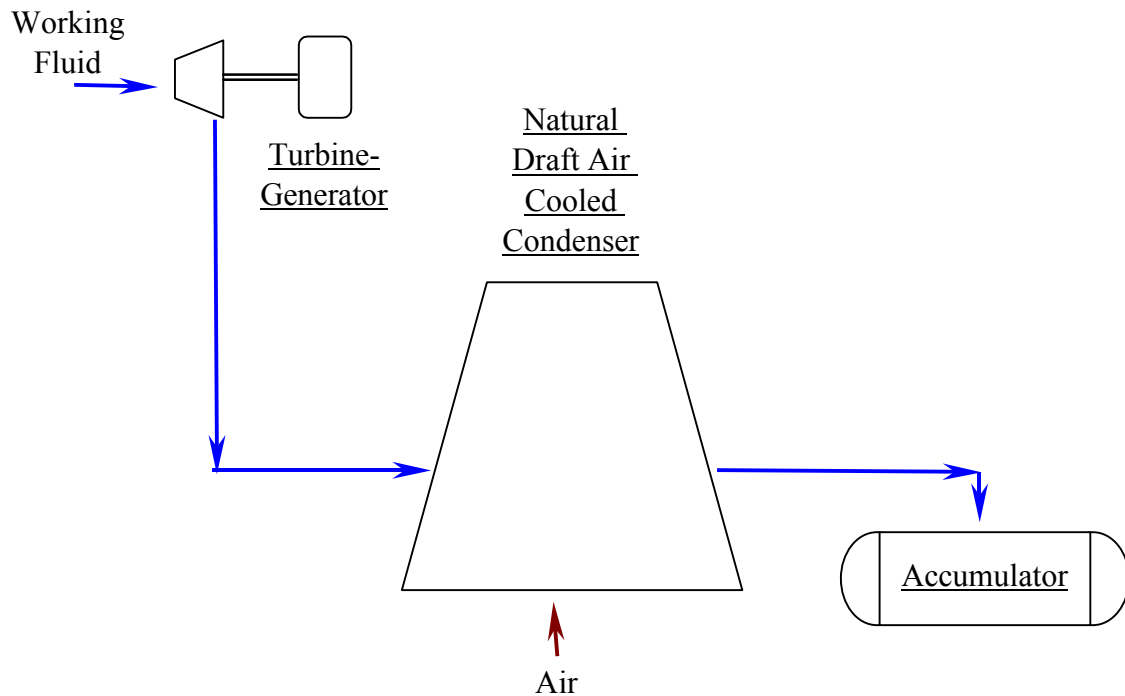 Working
Fluid
Turbine-
Generator
Natural
Draft Air
Cooled
Condenser
Accumulator
Air